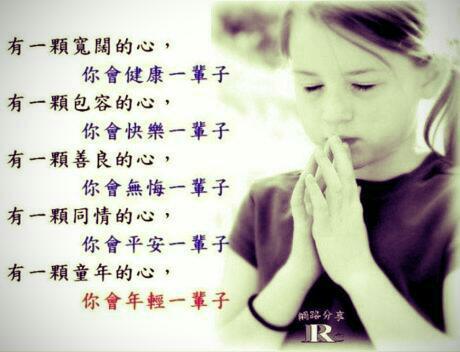 有一顆寬闊的心，
你會健康一輩子
有一顆包容的心，
你會快樂一輩子
有一顆善良的心，
你會無悔一輩子
有一顆同情的心，
你會平安一輩子
有一顆童年的心，
你會年輕一輩子
網路分享
R